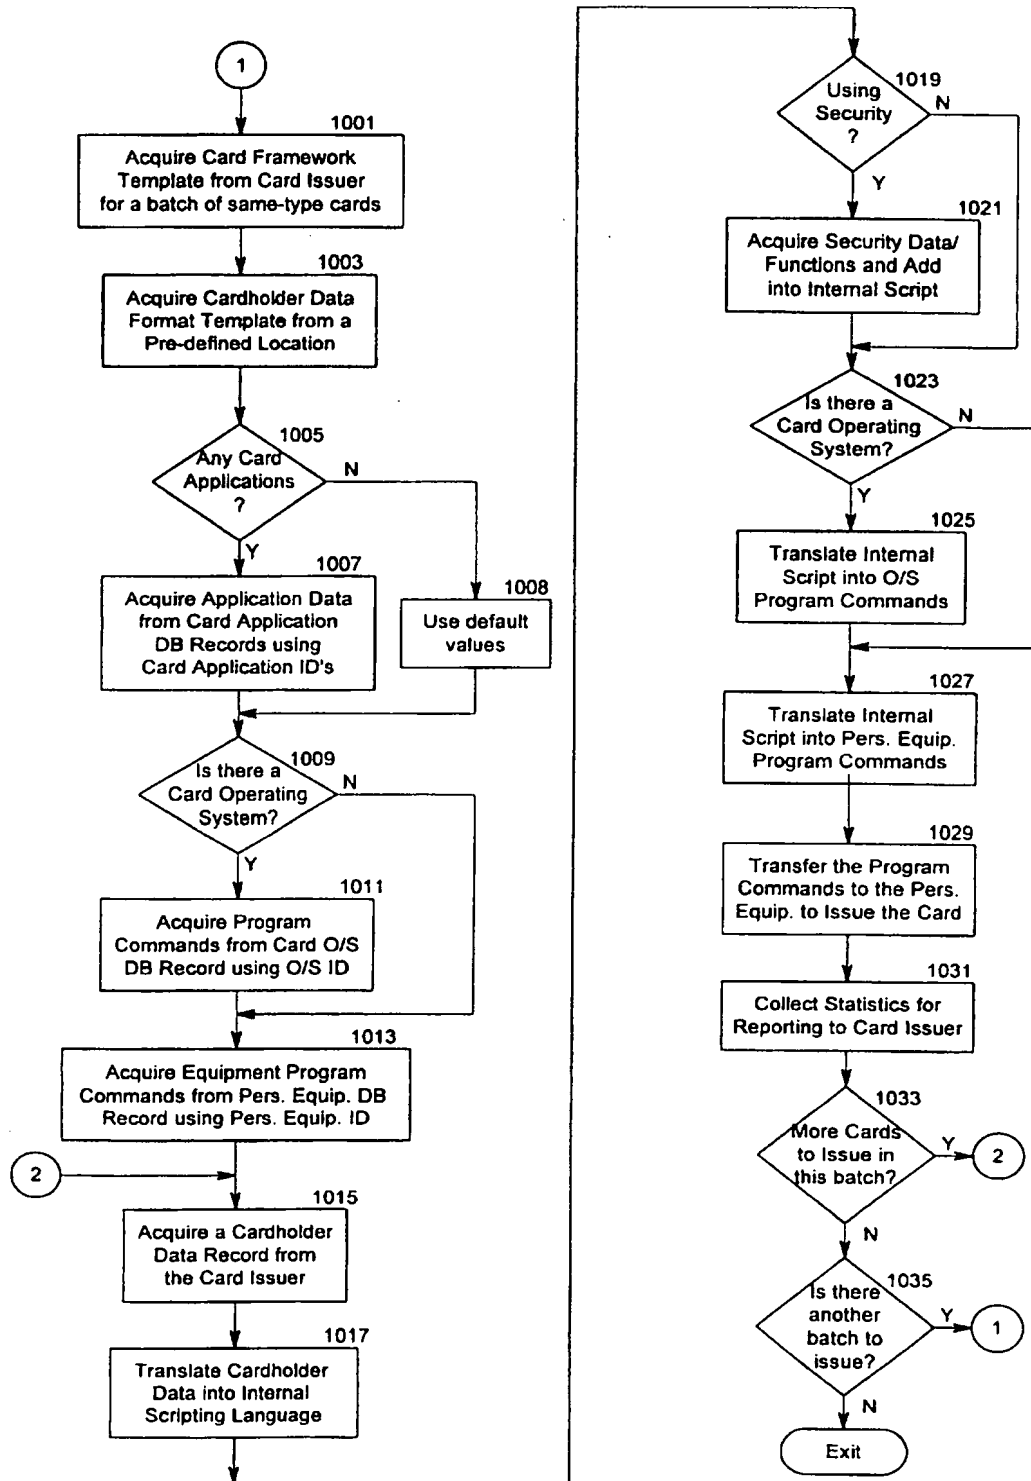 1
1001
Acquire Card Framework
Template from Card Issuer
for a batch of same-type cards
1003
Acquire Cardholder Data
Format Template from a
Pre-defined Location
1005
Any Card
Applications
?
N
Y
1007
Acquire Application Data
from Card Application
DB Records using
Card Application ID's
1008
Use default
values
1009
Is there a
Card Operating
System?
N
Y
1011
Acquire Program
Commands from Card O/S
DB Record using O/S ID
1013
Acquire Equipment Program
Commands from Pers. Equip. DB
Record using Pers. Equip. ID
2
1015
Acquire a Cardholder
Data Record from
the Card Issuer
1017
Translate Cardholder
Data into Internal
Scripting Language
1019
Using
Security
?
N
Y
1021
Acquire Security Data/
Functions and Add
into Internal Script
1023
Is there a
Card Operating
System?
N
Y
1025
Translate Internal
Script into O/S
Program Commands
1027
Translate Internal
Script into Pers. Equip.
Program Commands
1029
Transfer the Program
Commands to the Pers.
Equip. to Issue the Card
1031
Collect Statistics for
Reporting to Card Issuer
1033
More Cards
to Issue in
this batch?
Y
2
N
1035
Is there
another
batch to
issue?
Y
1
N
Exit